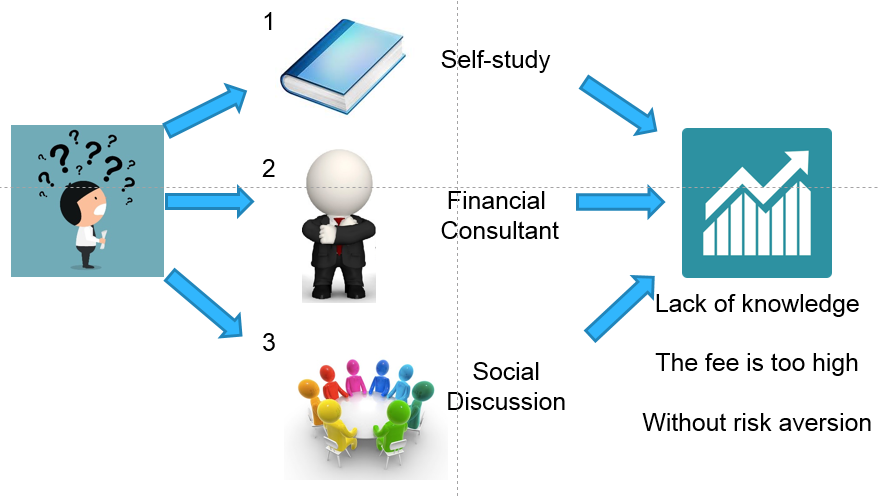 1
Self-study
2
Financial
Consultant
3
Social
Discussion
Lack of knowledge
The fee is too high
Without risk aversion